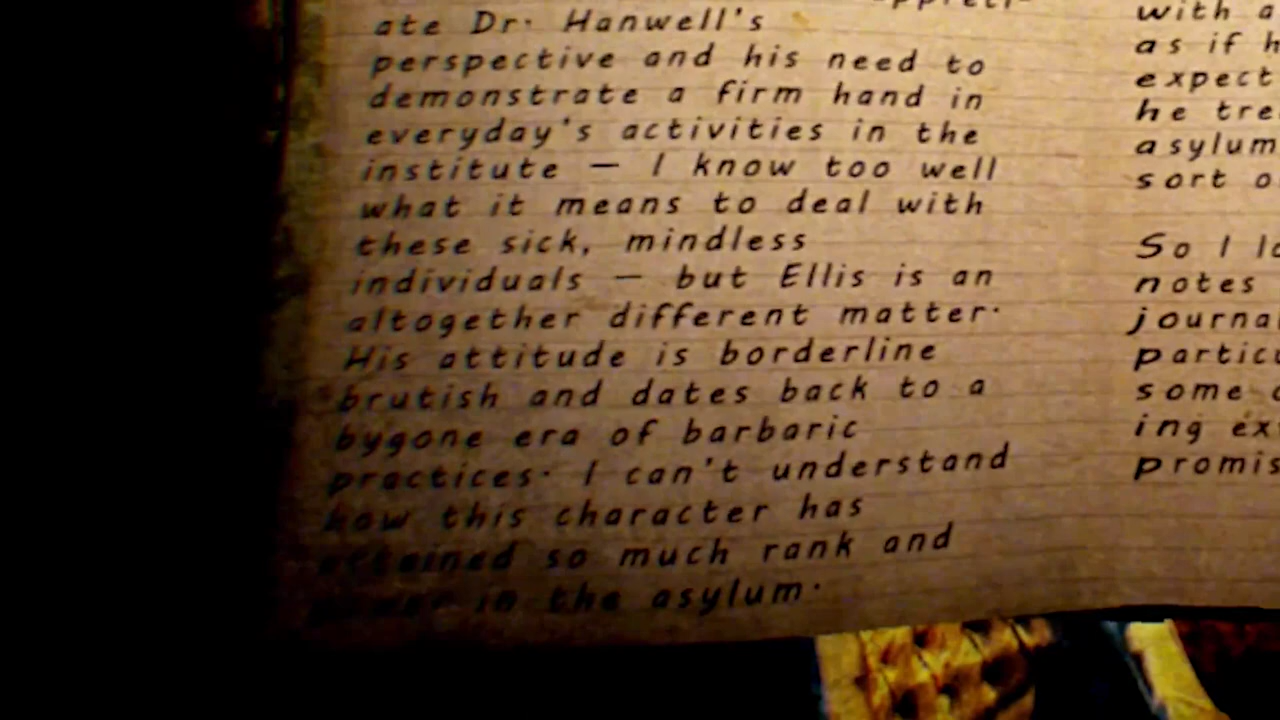 ate Dr. Hanwell's
perspective and his need to
demonstrate a firm hand in
everyday's activities in the
institute — I know too well
what it means to deal with
these sick, mindless
individuals — but Ellis is an
altogether different matter.
His attitude is borderline
brutish and dates back to a
bygone era of barbaric
practices. I can't understand
how this character has
attained so much rank and
power in the asylum.
with a
as if h
expect
he tre
asylum
sort o
So I lo
notes
journa
partic
some
ing ex
promis